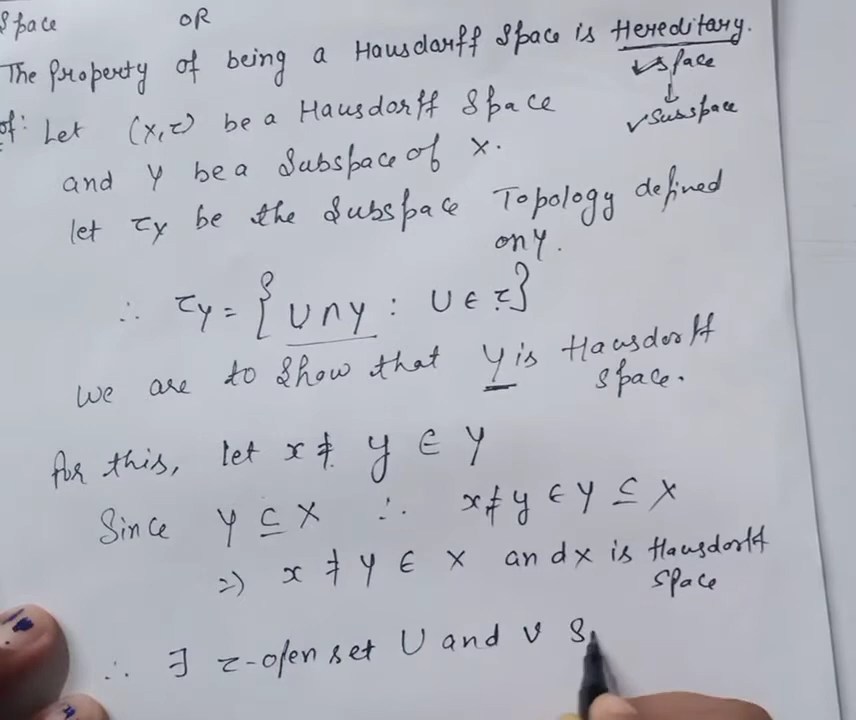 Space OR
The Property of being a Hausdorff Space is Hereditary.
✓Space
↓
✓Subspace
of: Let (X,τ) be a Hausdorff Space
and Y be a Subspace of X.
let τy be the Subspace Topology defined
on Y.
∴ τy = { U∩Y : U ∈ τ }
We are to show that Y is Hausdorff
Space.
for this, let x ≠ y ∈ Y
Since Y ⊆ X ∴ x ≠ y ∈ Y ⊆ X
=) x ≠ y ∈ X and X is Hausdorff
Space
∴ ∃ τ-open set U and V S